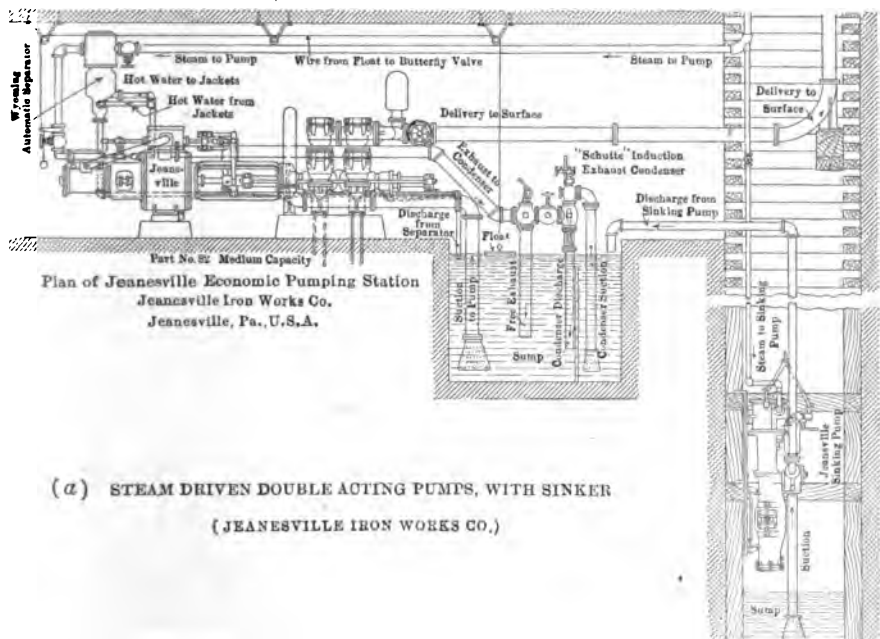 Wyoming
Automatic Separator
Steam to Pump
Wire from Float to Butterfly Valve
Steam to Pump
Hot Water to Jackets
Hot Water from
Jackets
Delivery to Surface
Delivery to
Surface
Exhaust to
Condenser
"Schutte" Induction
Exhaust Condenser
Jeans-
ville
Discharge from
Sinking Pump
Discharge
from
Separator
Float
Part No. 82 Medium Capacity
Plan of Jeanesville Economic Pumping Station
Jeanesville Iron Works Co.
Jeanesville, Pa., U.S.A.
Suction
to Pump
Free Exhaust
Condenser Discharge
Condenser Suction
Sump
Steam to Sinking
Pump
Jeansville
Sinking Pump
Suction
Sump
(a) STEAM DRIVEN DOUBLE ACTING PUMPS, WITH SINKER
(JEANESVILLE IRON WORKS CO.)